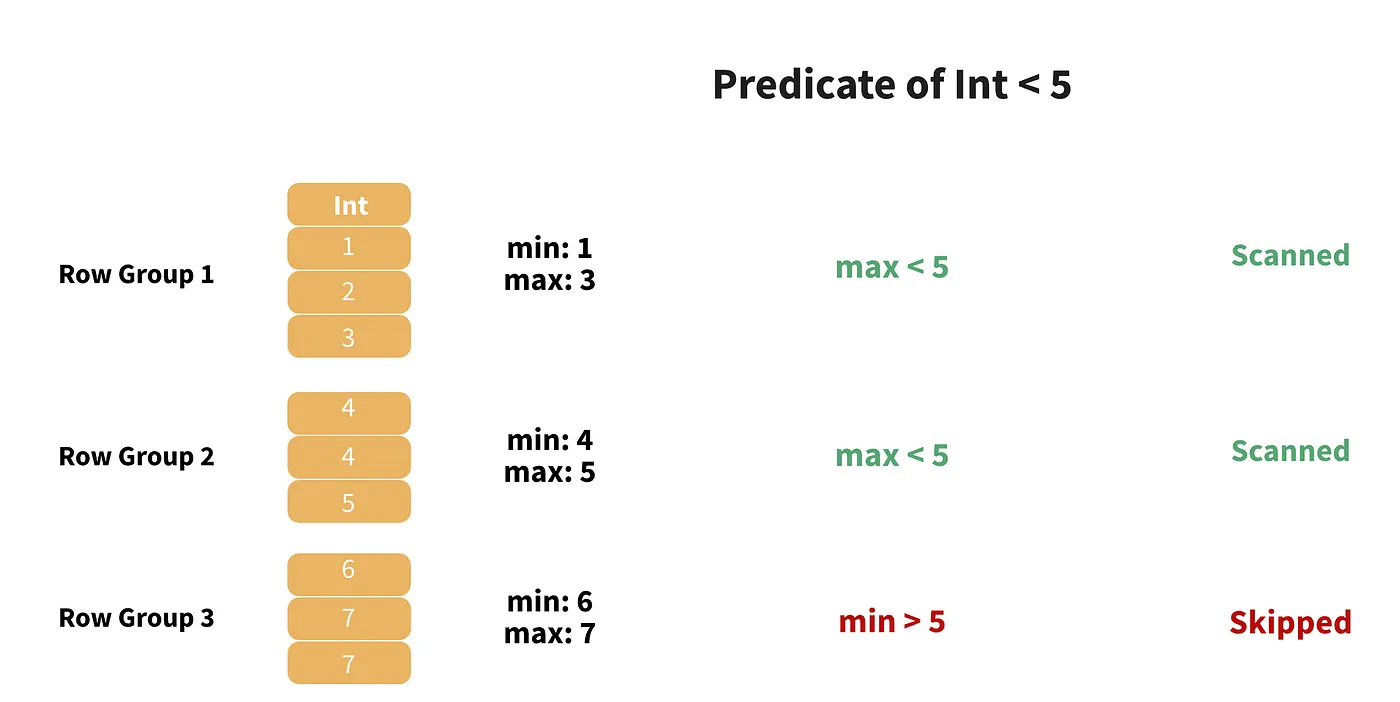 Predicate of Int < 5
Int
1
2
3
Row Group 1
min: 1
max: 3
max < 5
Scanned
4
4
5
Row Group 2
min: 4
max: 5
max < 5
Scanned
6
7
7
Row Group 3
min: 6
max: 7
min > 5
Skipped